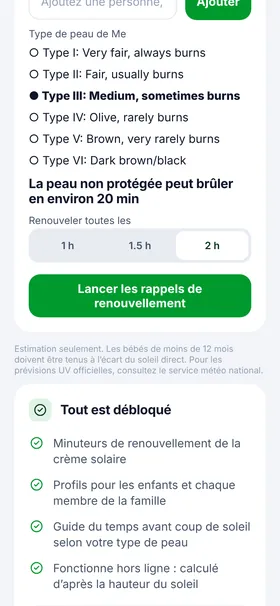 Ajoutez une personne,
Ajouter
Type de peau de Me
Type I: Very fair, always burns
Type II: Fair, usually burns
Type III: Medium, sometimes burns
Type IV: Olive, rarely burns
Type V: Brown, very rarely burns
Type VI: Dark brown/black
La peau non protégée peut brûler
en environ 20 min
Renouveler toutes les
1 h
1.5 h
2 h
Lancer les rappels de
renouvellement
Estimation seulement. Les bébés de moins de 12 mois
doivent être tenus à l'écart du soleil direct. Pour les
prévisions UV officielles, consultez le service météo national.
Tout est débloqué
Minuteurs de renouvellement de la
crème solaire
Profils pour les enfants et chaque
membre de la famille
Guide du temps avant coup de soleil
selon votre type de peau
Fonctionne hors ligne : calculé
d'après la hauteur du soleil